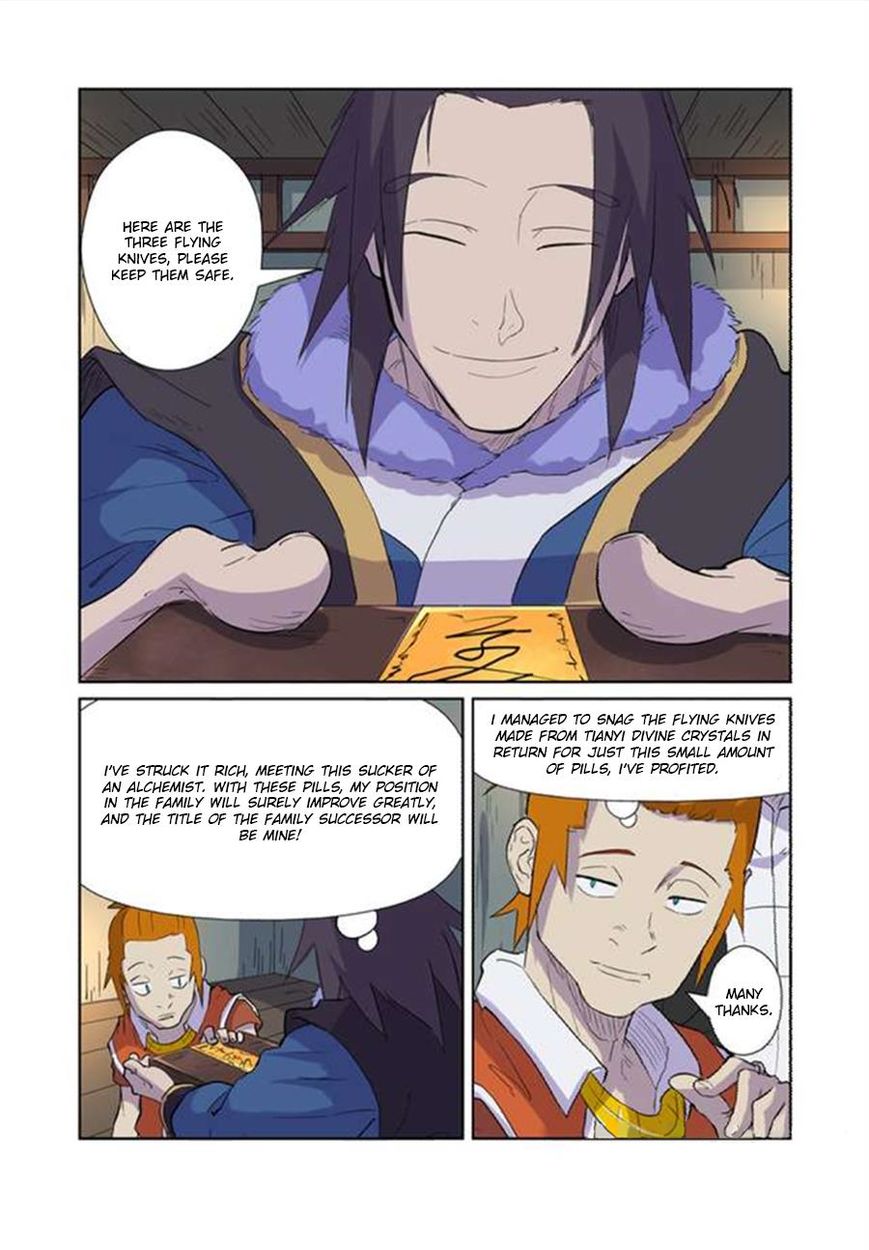 HERE ARE THE
THREE FLYING
KNIVES, PLEASE
KEEP THEM SAFE.
I'VE STRUCK IT RICH, MEETING THIS SUCKER OF
AN ALCHEMIST. WITH THESE PILLS, MY POSITION
IN THE FAMILY WILL SURELY IMPROVE GREATLY,
AND THE TITLE OF THE FAMILY SUCCESSOR WILL
BE MINE!
I MANAGED TO SNAG THE FLYING KNIVES
MADE FROM TIANYI DIVINE CRYSTALS IN
RETURN FOR JUST THIS SMALL AMOUNT
OF PILLS, I'VE PROFITED.
MANY
THANKS.